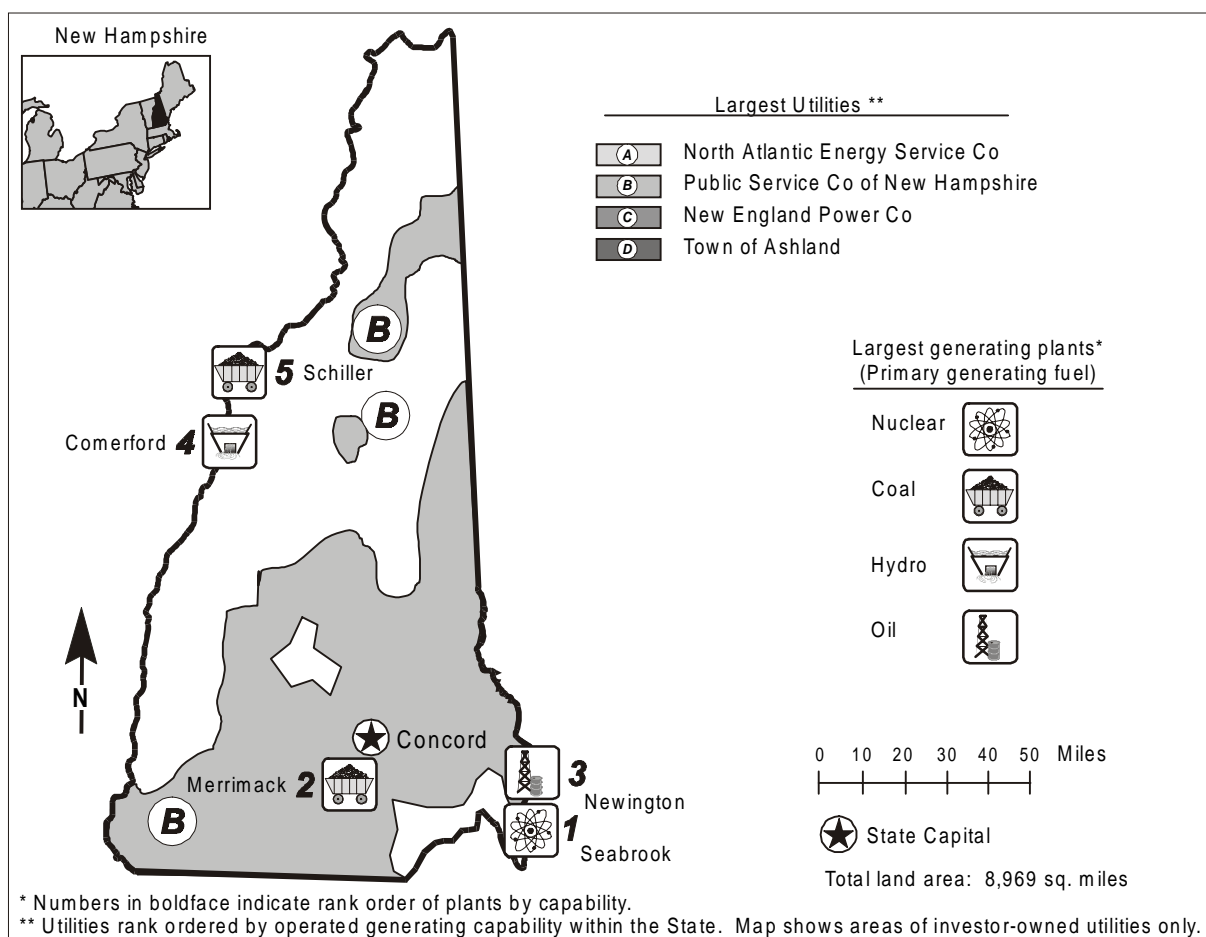 New Hampshire
Largest Utilities **
A North Atlantic Energy Service Co
B Public Service Co of New Hampshire
C New England Power Co
D Town of Ashland
B
Largest generating plants*
(Primary generating fuel)
5 Schiller
B
Nuclear
Comerford 4
Coal
Hydro
Oil
N
Concord
0 10 20 30 40 50 Miles
Merrimack 2
3
Newington
B
1
Seabrook
State Capital
Total land area: 8,969 sq. miles
* Numbers in boldface indicate rank order of plants by capability.
** Utilities rank ordered by operated generating capability within the State. Map shows areas of investor-owned utilities only.